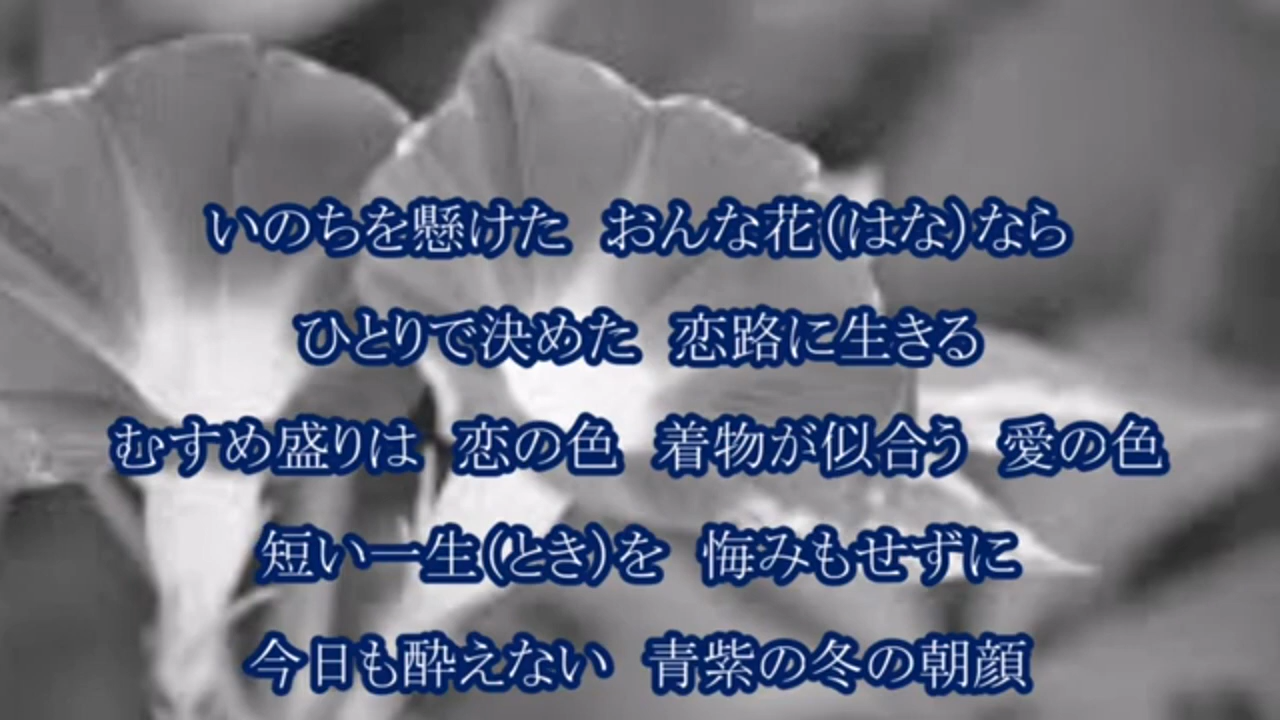 いのちを懸けた　おんな花（はな）なら
ひとりで決めた　恋路に生きる
むすめ盛りは　恋の色　着物が似合う　愛の色
短い一生（とき）を　悔みもせずに
今日も酔えない　青紫の冬の朝顔